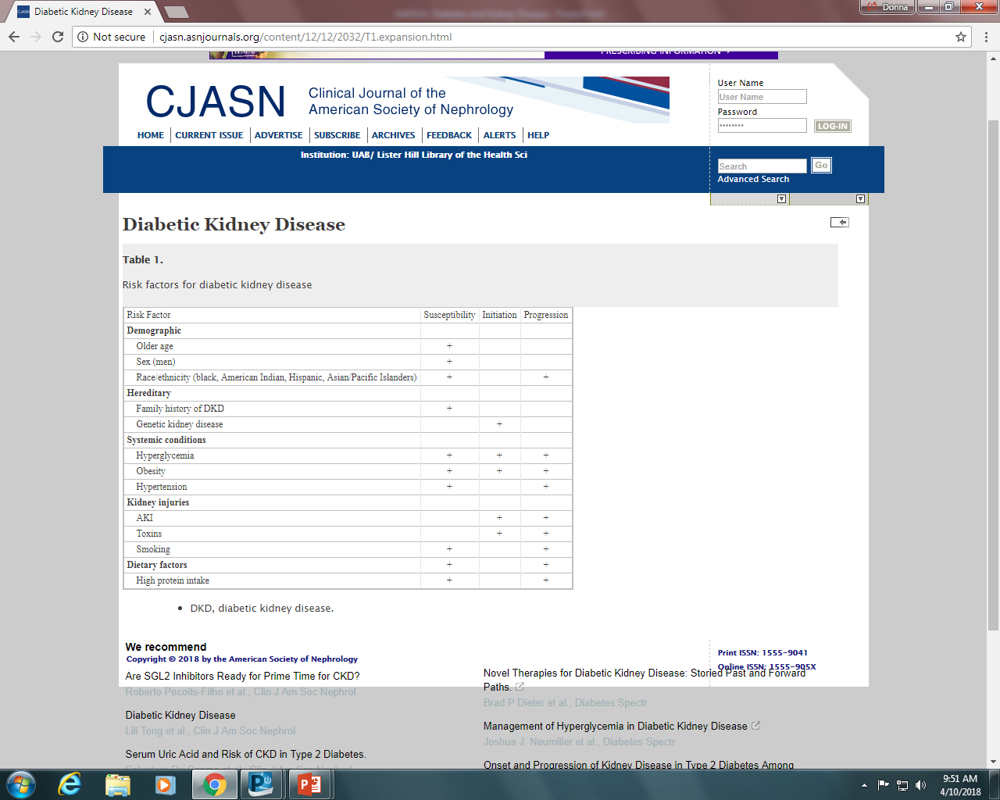 Diabetic Kidney Disease
Donna
Not secure
cjasn.asnjournals.org/content/12/12/2032/T1.expansion.html
PRESCRIBING INFORMATION
CJASN
Clinical Journal of the
American Society of Nephrology
User Name
User Name
Password
••••••••
LOG-IN
HOME CURRENT ISSUE ADVERTISE SUBSCRIBE ARCHIVES FEEDBACK ALERTS HELP
Institution: UAB/ Lister Hill Library of the Health Sci
Search
Go
Advanced Search
Diabetic Kidney Disease
Table 1.
Risk factors for diabetic kidney disease
Risk Factor Susceptibility Initiation Progression
Demographic
Older age +
Sex (men) +
Race/ethnicity (black, American Indian, Hispanic, Asian/Pacific Islanders) + +
Hereditary
Family history of DKD +
Genetic kidney disease +
Systemic conditions
Hyperglycemia + + +
Obesity + + +
Hypertension + +
Kidney injuries
AKI + +
Toxins + +
Smoking + +
Dietary factors + +
High protein intake + +
• DKD, diabetic kidney disease.
We recommend
Copyright © 2018 by the American Society of Nephrology
Print ISSN: 1555-9041
Online ISSN: 1555-905X
Are SGL2 Inhibitors Ready for Prime Time for CKD?
Roberto Pecoits-Filho et al., Clin J Am Soc Nephrol
Diabetic Kidney Disease
Lili Tong et al., Clin J Am Soc Nephrol
Serum Uric Acid and Risk of CKD in Type 2 Diabetes.
Novel Therapies for Diabetic Kidney Disease: Storied Past and Forward
Paths.
Brad P Dieter et al., Diabetes Spectr
Management of Hyperglycemia in Diabetic Kidney Disease
Joshua J. Neumiller et al., Diabetes Spectr
Onset and Progression of Kidney Disease in Type 2 Diabetes Among
9:51 AM
4/10/2018